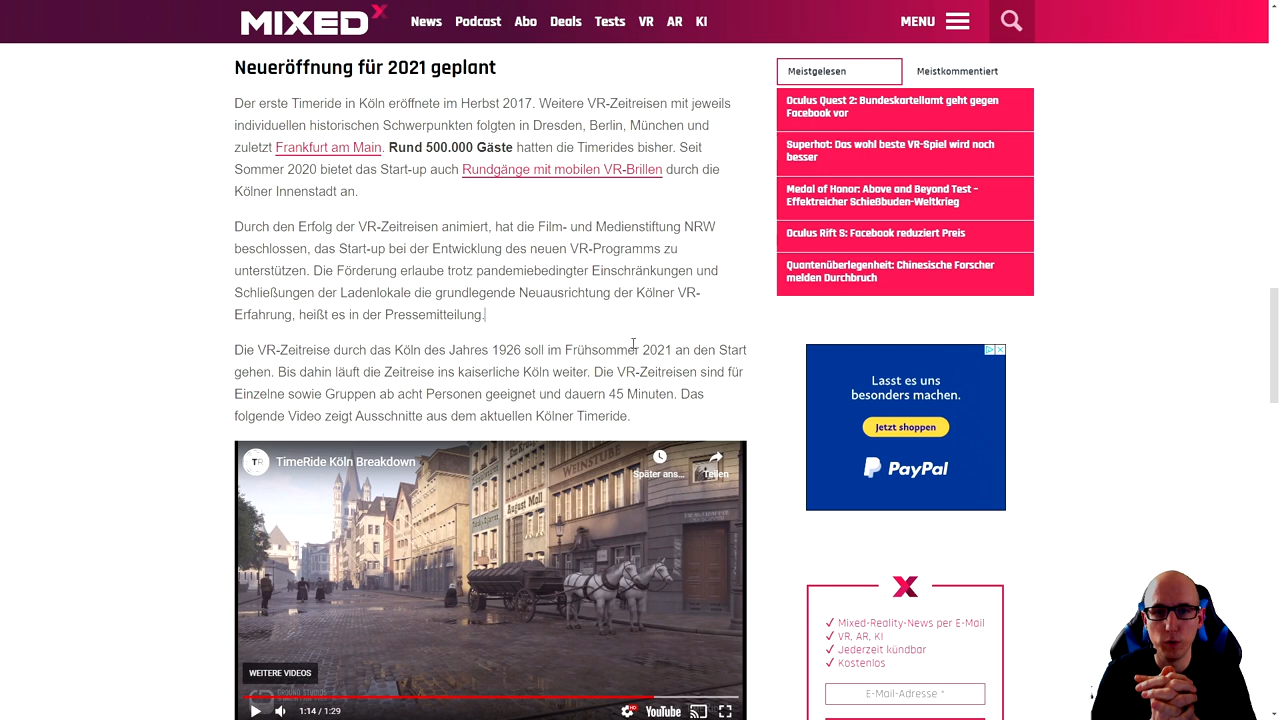 MIXED
News Podcast Abo Deals Tests VR AR KI
MENU
Neueröffnung für 2021 geplant
Der erste Timeride in Köln eröffnete im Herbst 2017. Weitere VR-Zeitreisen mit jeweils
individuellen historischen Schwerpunkten folgten in Dresden, Berlin, München und
zuletzt Frankfurt am Main. Rund 500.000 Gäste hatten die Timerides bisher. Seit
Sommer 2020 bietet das Start-up auch Rundgänge mit mobilen VR-Brillen durch die
Kölner Innenstadt an.
Durch den Erfolg der VR-Zeitreisen animiert, hat die Film- und Medienstiftung NRW
beschlossen, das Start-up bei der Entwicklung des neuen VR-Programms zu
unterstützen. Die Förderung erlaube trotz pandemiebedingter Einschränkungen und
Schließungen der Ladenlokale die grundlegende Neuausrichtung der Kölner VR-
Erfahrung, heißt es in der Pressemitteilung.
Die VR-Zeitreise durch das Köln des Jahres 1926 soll im Frühsommer 2021 an den Start
gehen. Bis dahin läuft die Zeitreise ins kaiserliche Köln weiter. Die VR-Zeitreisen sind für
Einzelne sowie Gruppen ab acht Personen geeignet und dauern 45 Minuten. Das
folgende Video zeigt Ausschnitte aus dem aktuellen Kölner Timeride.
TR TimeRide Köln Breakdown
Später ans...
Teilen
WEINSTUBE
August Moll
WEITERE VIDEOS
GROUND STUDIOS
1:14 / 1:29
HD
YouTube
Meistgelesen
Meistkommentiert
Oculus Quest 2: Bundeskartellamt geht gegen
Facebook vor
Superhot: Das wohl beste VR-Spiel wird noch
besser
Medal of Honor: Above and Beyond Test –
Effektreicher Schießbuden-Weltkrieg
Oculus Rift S: Facebook reduziert Preis
Quantenüberlegenheit: Chinesische Forscher
melden Durchbruch
Lasst es uns
besonders machen.
Jetzt shoppen
PayPal
Mixed-Reality-News per E-Mail
VR, AR, KI
Jederzeit kündbar
Kostenlos
E-Mail-Adresse *